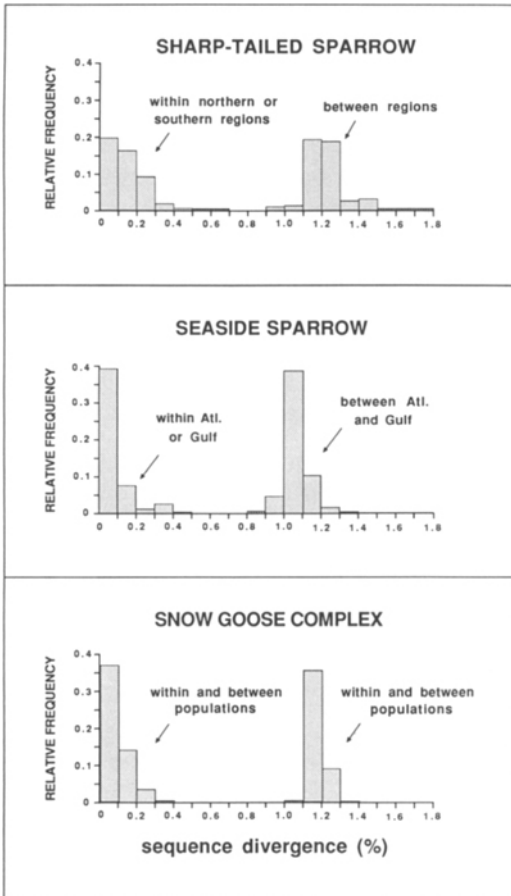 SHARP-TAILED SPARROW
RELATIVE FREQUENCY
0.4
0.3
0.2
0.1
0
within northern or
southern regions
between regions
0 0.2 0.4 0.6 0.8 1.0 1.2 1.4 1.6 1.8
SEASIDE SPARROW
RELATIVE FREQUENCY
0.4
0.3
0.2
0.1
0
within Atl.
or Gulf
between Atl.
and Gulf
0 0.2 0.4 0.6 0.8 1.0 1.2 1.4 1.6 1.8
SNOW GOOSE COMPLEX
RELATIVE FREQUENCY
0.4
0.3
0.2
0.1
0
within and between
populations
within and between
populations
0 0.2 0.4 0.6 0.8 1.0 1.2 1.4 1.6 1.8
sequence divergence (%)